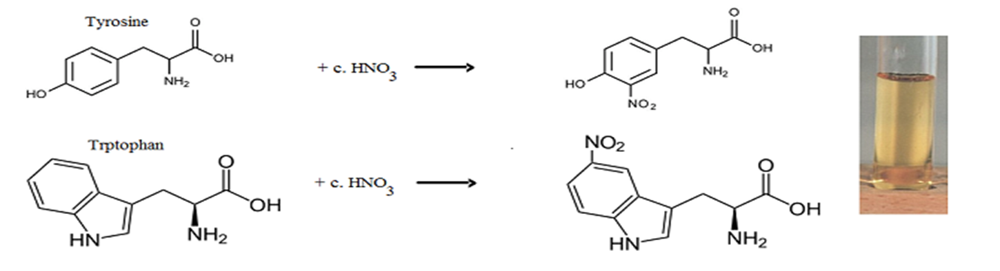 Tyrosine
O
OH
NH₂
HO
+ c. HNO₃
O
OH
NH₂
HO
NO₂
Trptophan
O
OH
NH₂
HN
+ c. HNO₃
NO₂
O
OH
NH₂
HN